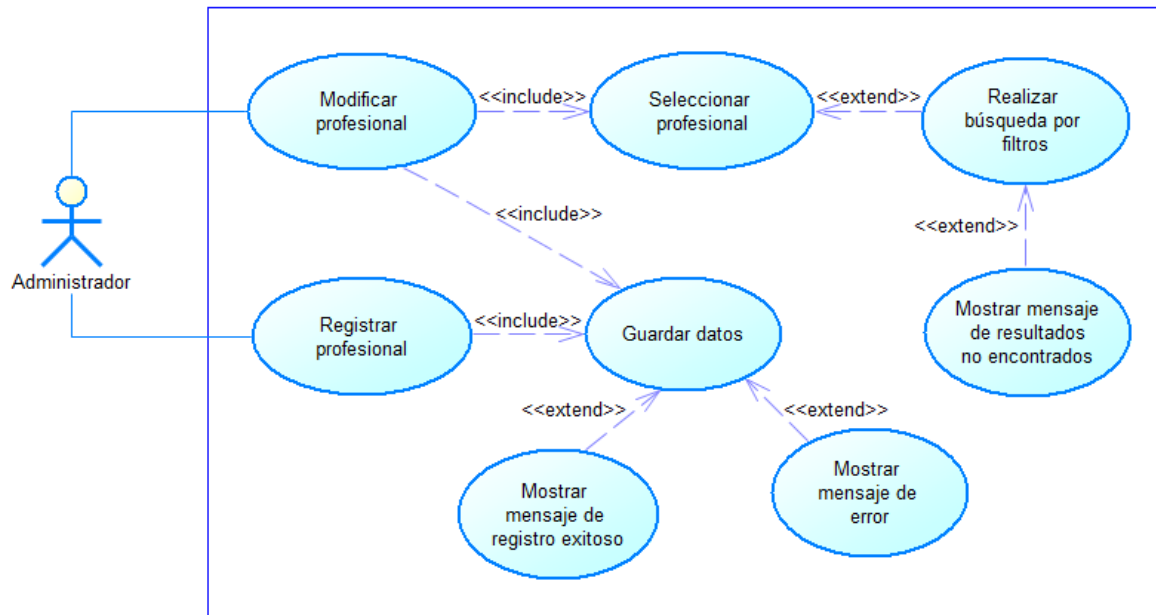 Modificar
profesional
<<include>>
Seleccionar
profesional
<<extend>>
Realizar
búsqueda por
filtros
<<include>>
<<extend>>
Administrador
Registrar
profesional
<<include>>
Guardar datos
Mostrar mensaje
de resultados
no encontrados
<<extend>>
<<extend>>
Mostrar
mensaje de
registro exitoso
Mostrar
mensaje de
error